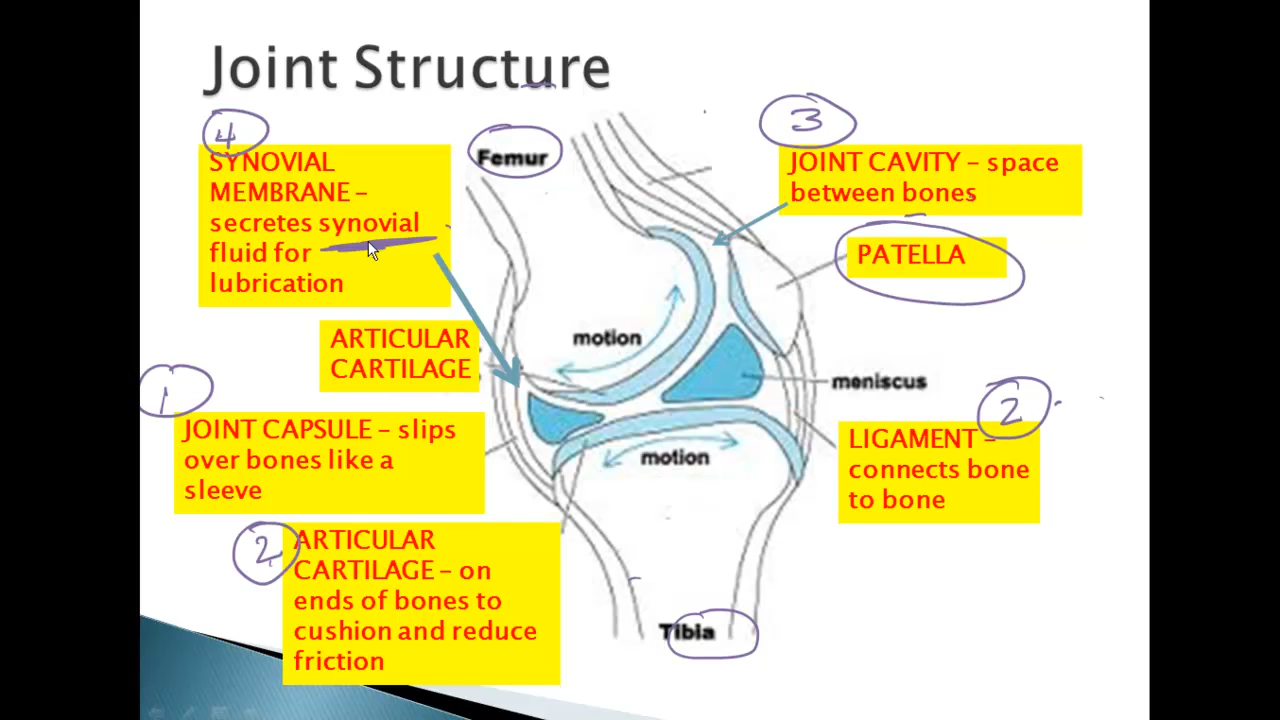 Joint Structure
4
SYNOVIAL
MEMBRANE –
secretes synovial
fluid for
lubrication
Femur
3
JOINT CAVITY – space
between bones
PATELLA
ARTICULAR
CARTILAGE
motion
meniscus
1
JOINT CAPSULE – slips
over bones like a
sleeve
2
LIGAMENT –
connects bone
to bone
motion
2
ARTICULAR
CARTILAGE – on
ends of bones to
cushion and reduce
friction
Tibia